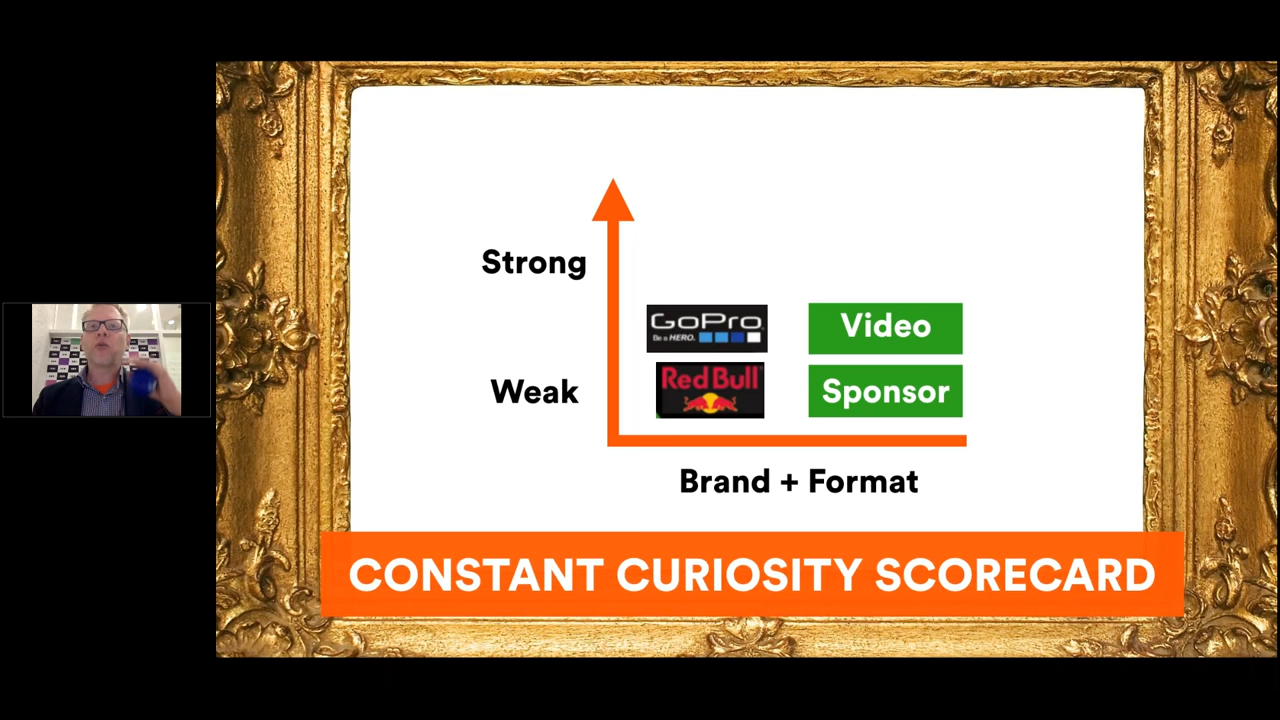 Strong
GoPro
Be a HERO.
Video
Weak
Red Bull
Sponsor
Brand + Format
CONSTANT CURIOSITY SCORECARD